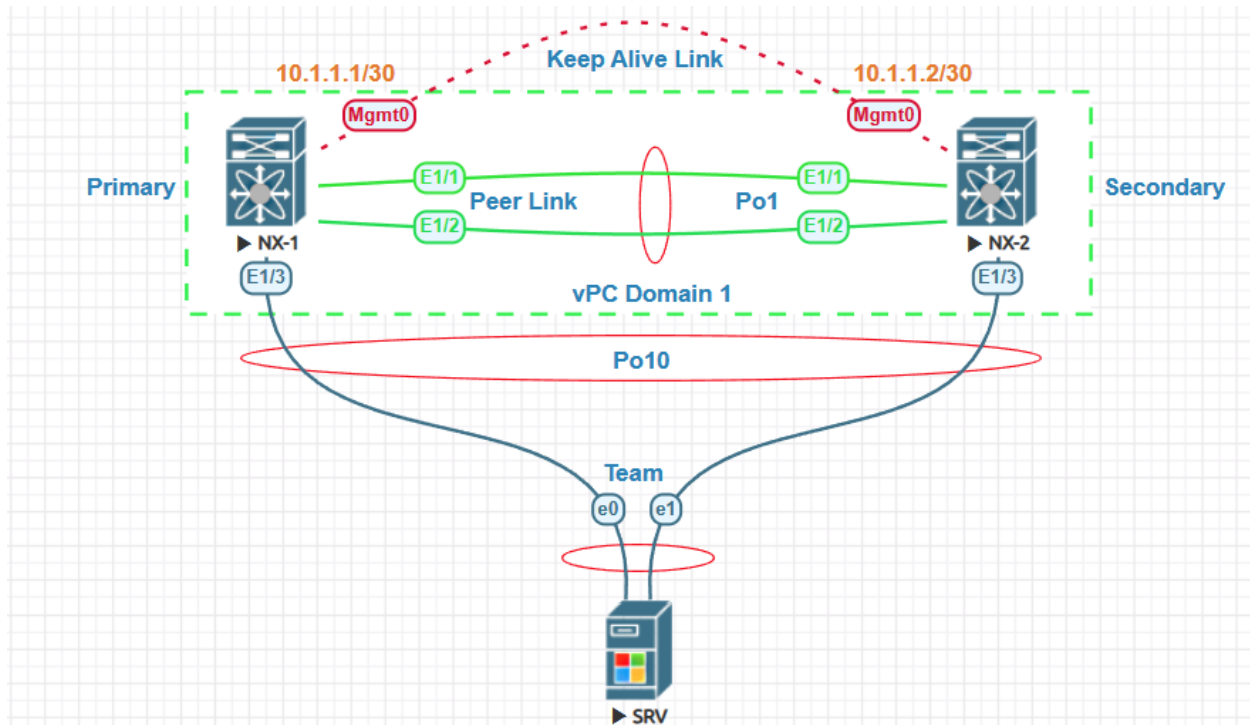 Keep Alive Link
10.1.1.1/30
10.1.1.2/30
Mgmt0
Mgmt0
E1/1
E1/1
Primary
Peer Link
Po1
Secondary
E1/2
E1/2
NX-1
NX-2
E1/3
E1/3
vPC Domain 1
Po10
Team
e0
e1
SRV